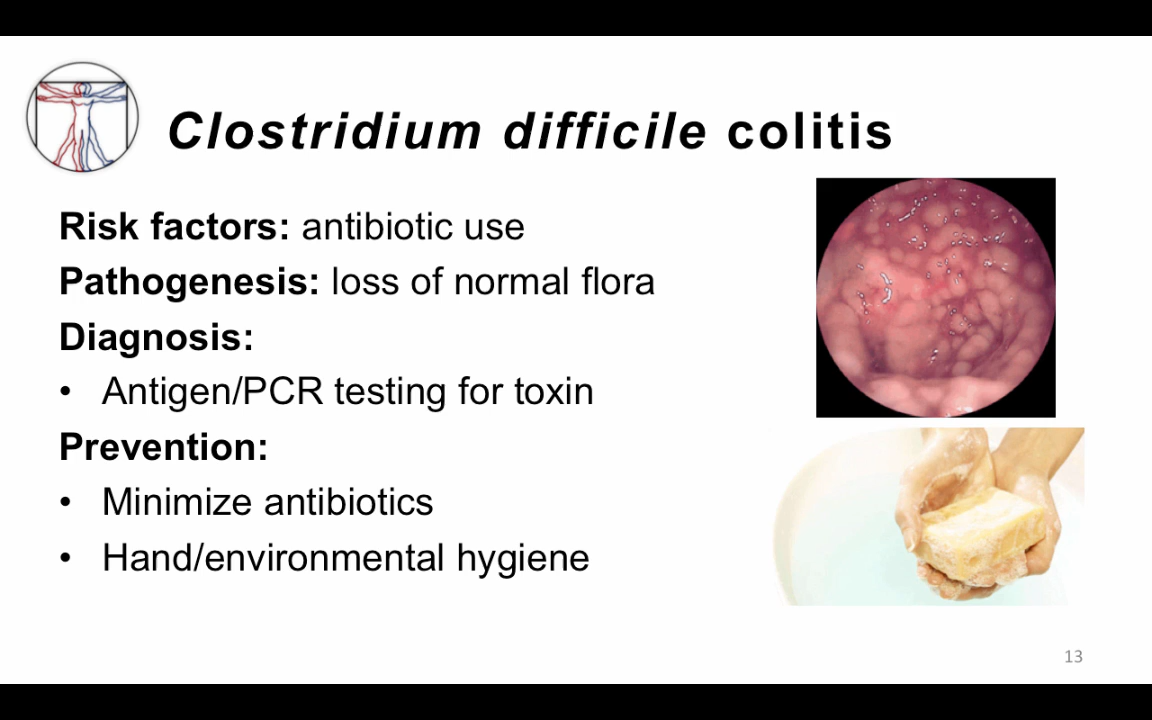 Clostridium difficile colitis
Risk factors: antibiotic use
Pathogenesis: loss of normal flora
Diagnosis:
• Antigen/PCR testing for toxin
Prevention:
• Minimize antibiotics
• Hand/environmental hygiene
13